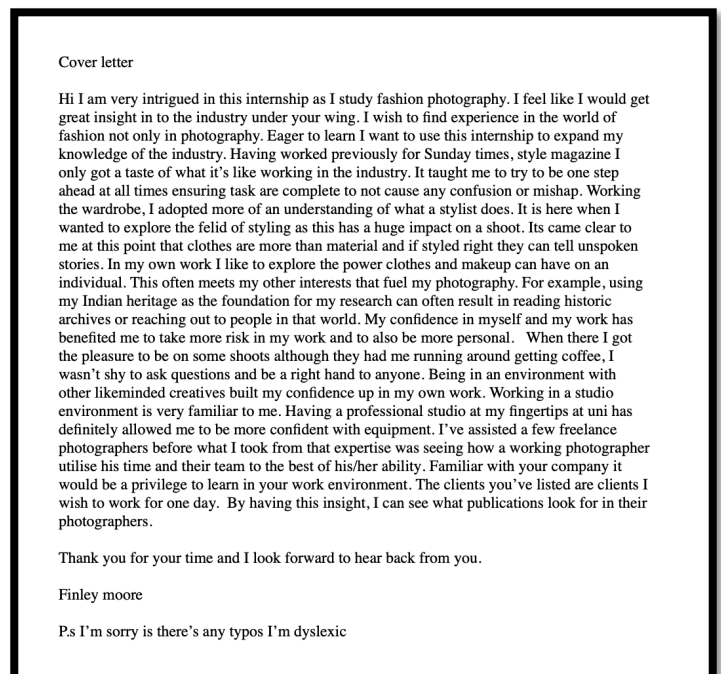 Cover letter
Hi I am very intrigued in this internship as I study fashion photography. I feel like I would get
great insight in to the industry under your wing. I wish to find experience in the world of
fashion not only in photography. Eager to learn I want to use this internship to expand my
knowledge of the industry. Having worked previously for Sunday times, style magazine I
only got a taste of what it’s like working in the industry. It taught me to try to be one step
ahead at all times ensuring task are complete to not cause any confusion or mishap. Working
the wardrobe, I adopted more of an understanding of what a stylist does. It is here when I
wanted to explore the felid of styling as this has a huge impact on a shoot. Its came clear to
me at this point that clothes are more than material and if styled right they can tell unspoken
stories. In my own work I like to explore the power clothes and makeup can have on an
individual. This often meets my other interests that fuel my photography. For example, using
my Indian heritage as the foundation for my research can often result in reading historic
archives or reaching out to people in that world. My confidence in myself and my work has
benefited me to take more risk in my work and to also be more personal.   When there I got
the pleasure to be on some shoots although they had me running around getting coffee, I
wasn’t shy to ask questions and be a right hand to anyone. Being in an environment with
other likeminded creatives built my confidence up in my own work. Working in a studio
environment is very familiar to me. Having a professional studio at my fingertips at uni has
definitely allowed me to be more confident with equipment. I’ve assisted a few freelance
photographers before what I took from that expertise was seeing how a working photographer
utilise his time and their team to the best of his/her ability. Familiar with your company it
would be a privilege to learn in your work environment. The clients you’ve listed are clients I
wish to work for one day.  By having this insight, I can see what publications look for in their
photographers.
Thank you for your time and I look forward to hear back from you.
Finley moore
P.s I’m sorry is there’s any typos I’m dyslexic